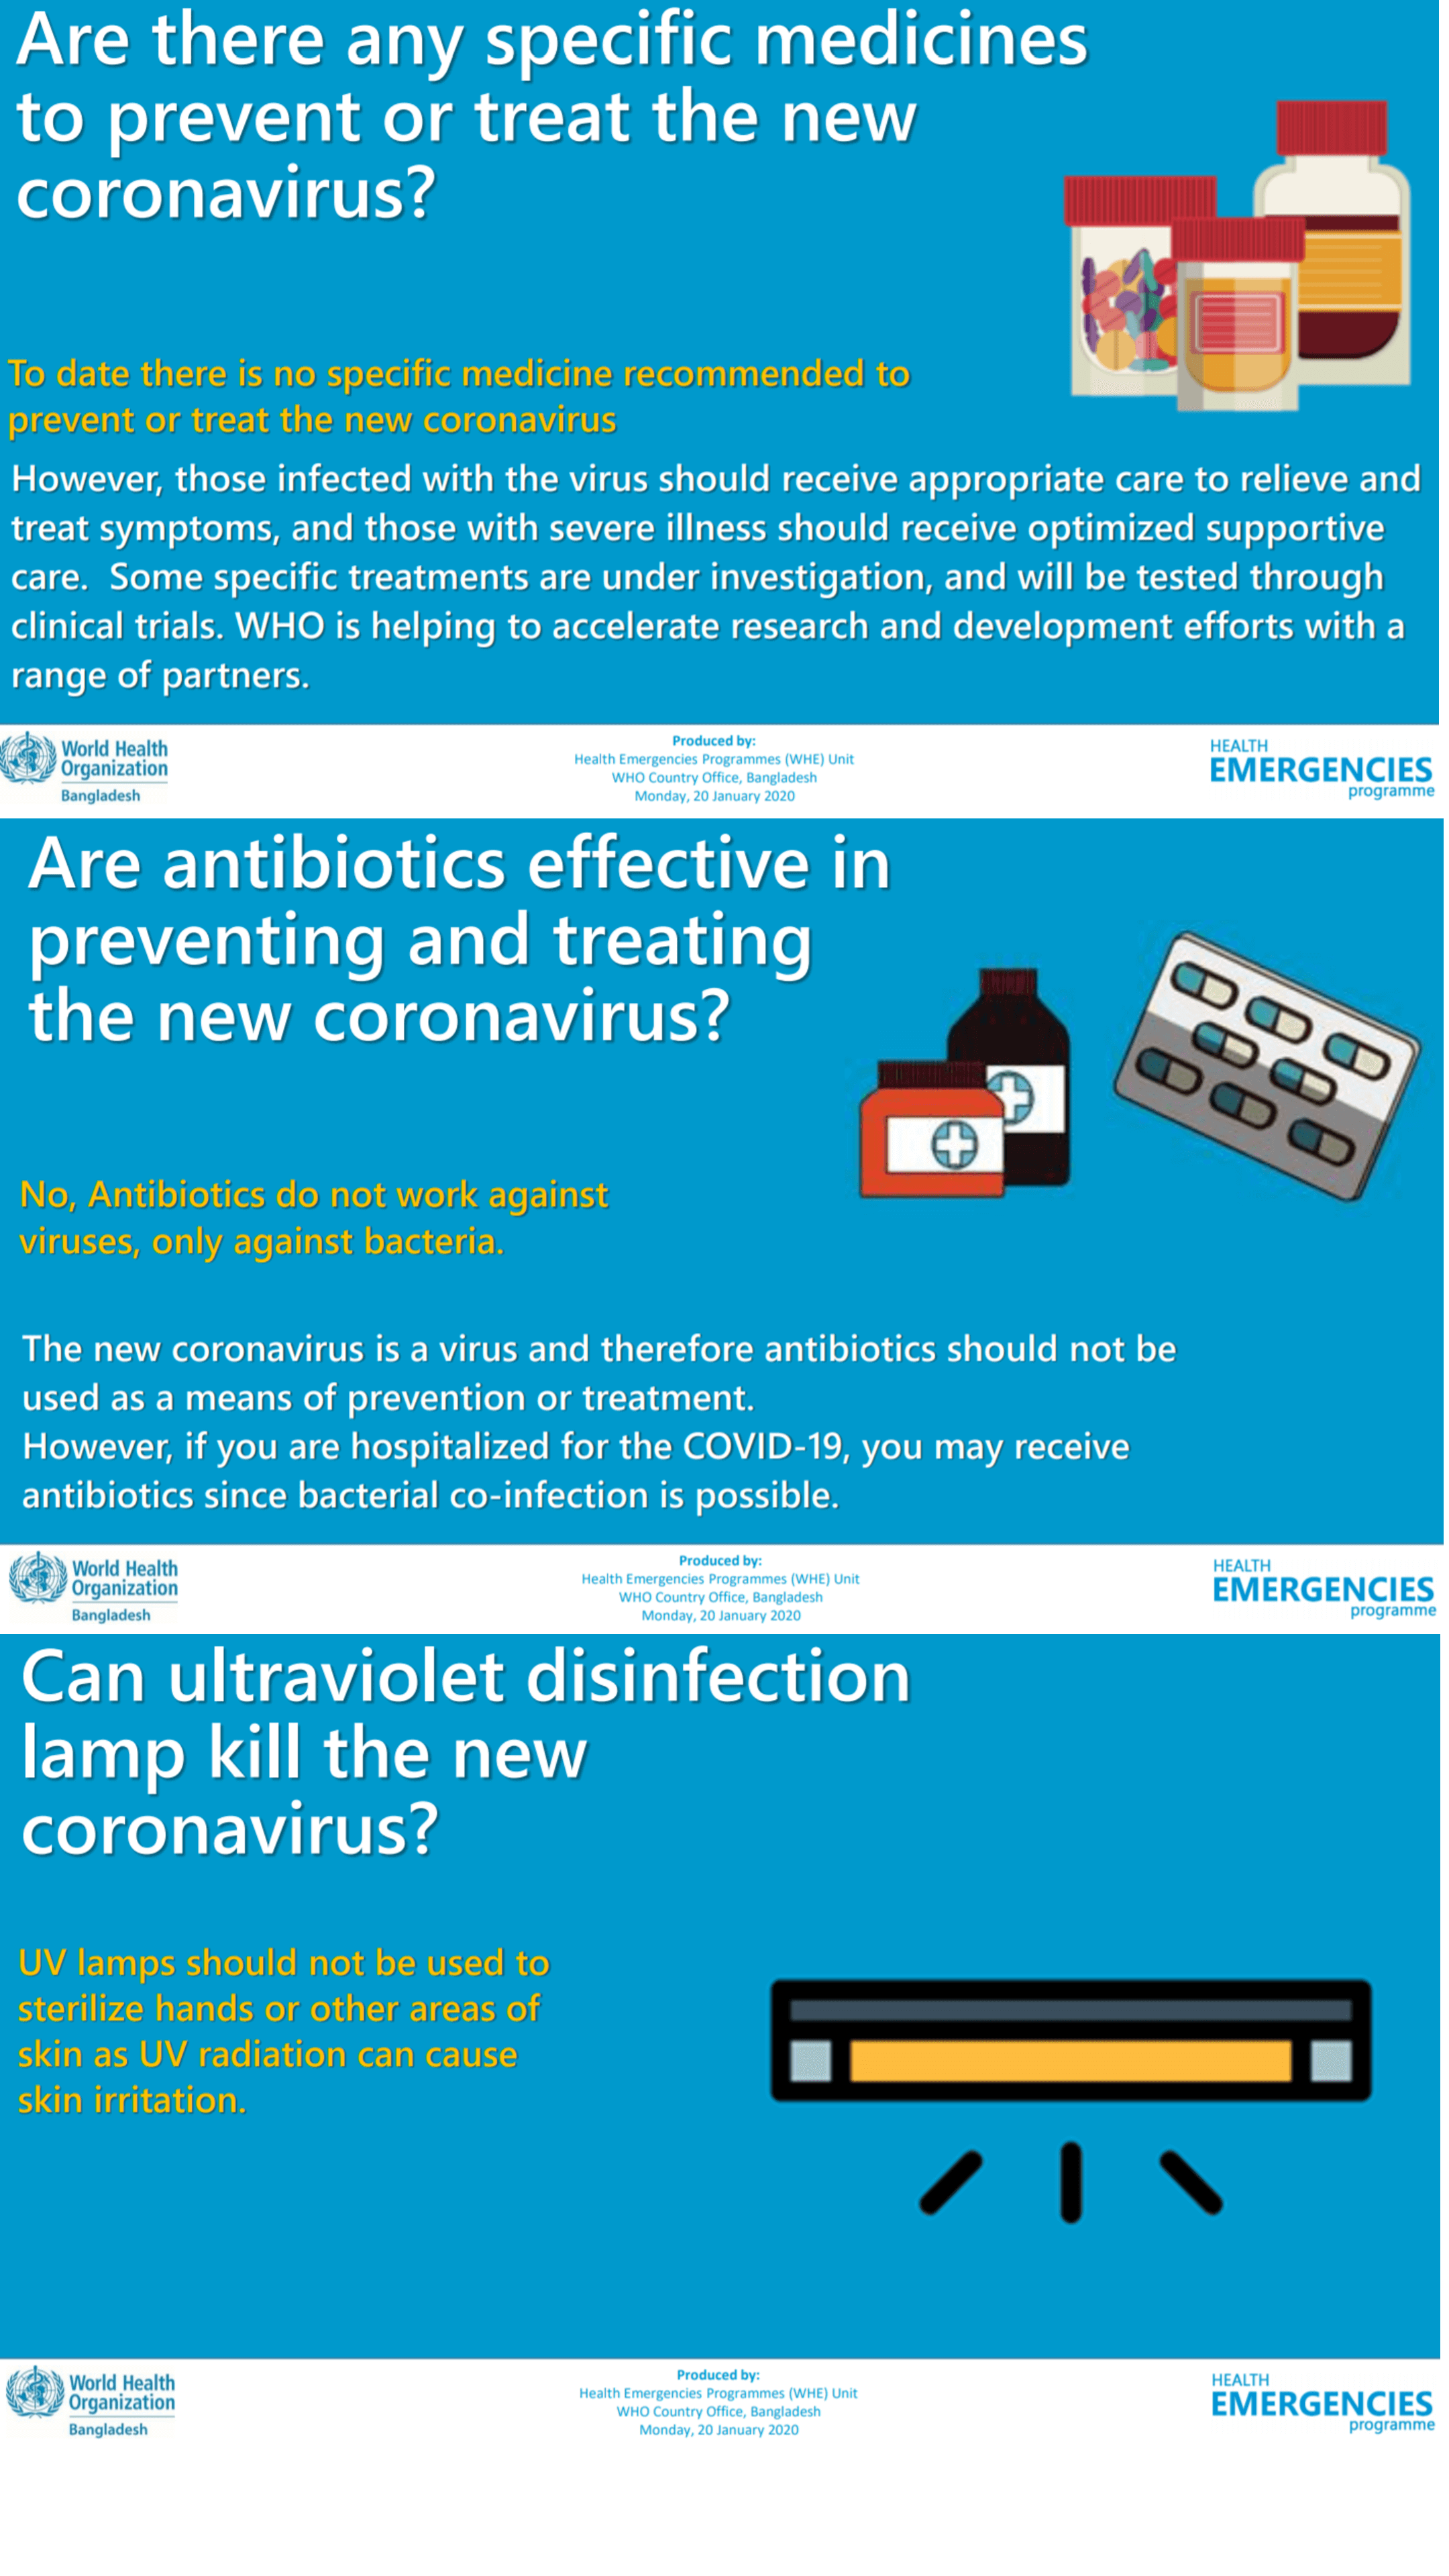 Are there any specific medicines
to prevent or treat the new
coronavirus?
To date there is no specific medicine recommended to
prevent or treat the new coronavirus
However, those infected with the virus should receive appropriate care to relieve and
treat symptoms, and those with severe illness should receive optimized supportive
care.  Some specific treatments are under investigation, and will be tested through
clinical trials. WHO is helping to accelerate research and development efforts with a
range of partners.
World Health
Organization
Bangladesh
Produced by:
Health Emergencies Programmes (WHE) Unit
WHO Country Office, Bangladesh
Monday, 20 January 2020
HEALTH
EMERGENCIES
programme
Are antibiotics effective in
preventing and treating
the new coronavirus?
No, Antibiotics do not work against
viruses, only against bacteria.
The new coronavirus is a virus and therefore antibiotics should not be
used as a means of prevention or treatment.
However, if you are hospitalized for the COVID-19, you may receive
antibiotics since bacterial co-infection is possible.
World Health
Organization
Bangladesh
Produced by:
Health Emergencies Programmes (WHE) Unit
WHO Country Office, Bangladesh
Monday, 20 January 2020
HEALTH
EMERGENCIES
programme
Can ultraviolet disinfection
lamp kill the new
coronavirus?
UV lamps should not be used to
sterilize hands or other areas of
skin as UV radiation can cause
skin irritation.
World Health
Organization
Bangladesh
Produced by:
Health Emergencies Programmes (WHE) Unit
WHO Country Office, Bangladesh
Monday, 20 January 2020
HEALTH
EMERGENCIES
programme